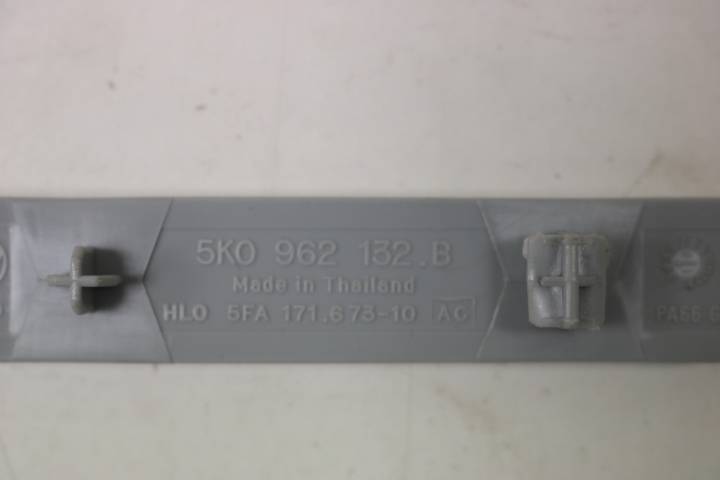 5K0 962 132.B
Made in Thailand
HLO 5FA 171.673-10 AC
PA66